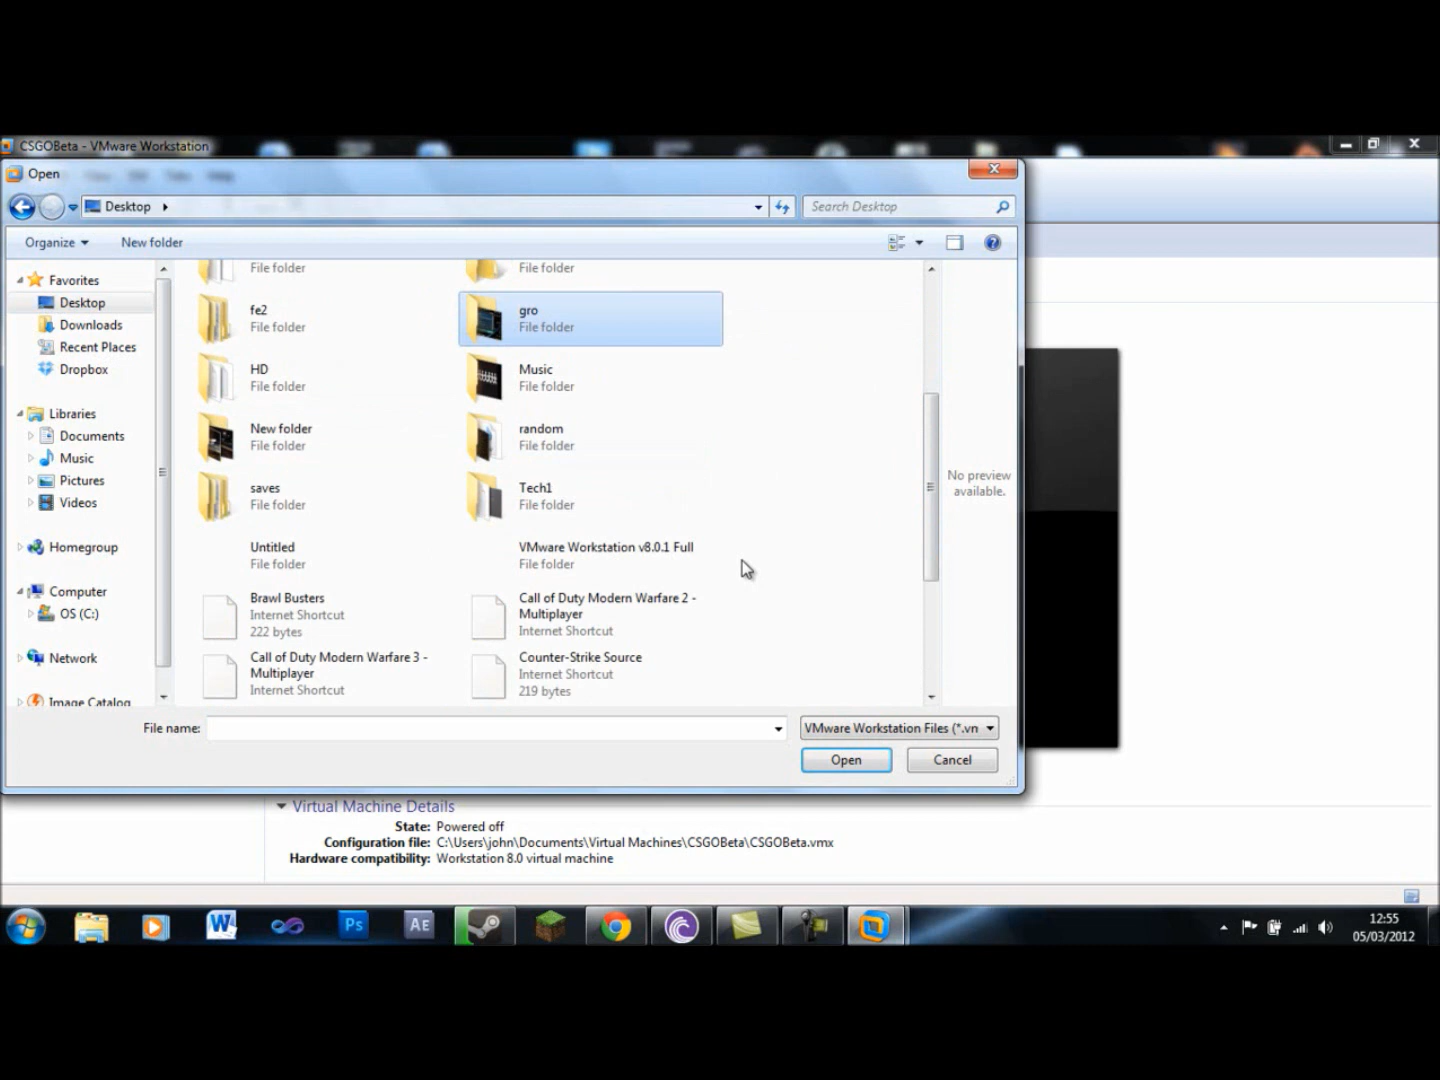 CSGOBeta - VMware Workstation
Open
Desktop
Search Desktop
Organize
New folder
Favorites
Desktop
Downloads
Recent Places
Dropbox
Libraries
Documents
Music
Pictures
Videos
Homegroup
Computer
OS (C:)
Network
Image Catalog
File folder
File folder
fe2
File folder
gro
File folder
HD
File folder
Music
File folder
New folder
File folder
random
File folder
saves
File folder
Tech1
File folder
Untitled
File folder
VMware Workstation v8.0.1 Full
File folder
Brawl Busters
Internet Shortcut
222 bytes
Call of Duty Modern Warfare 2 -
Multiplayer
Internet Shortcut
Call of Duty Modern Warfare 3 -
Multiplayer
Internet Shortcut
Counter-Strike Source
Internet Shortcut
219 bytes
No preview
available.
File name:
VMware Workstation Files (*.vn
Open
Cancel
Virtual Machine Details
State: Powered off
Configuration file: C:\Users\john\Documents\Virtual Machines\CSGOBeta\CSGOBeta.vmx
Hardware compatibility: Workstation 8.0 virtual machine
W
Ps
AE
12:55
05/03/2012